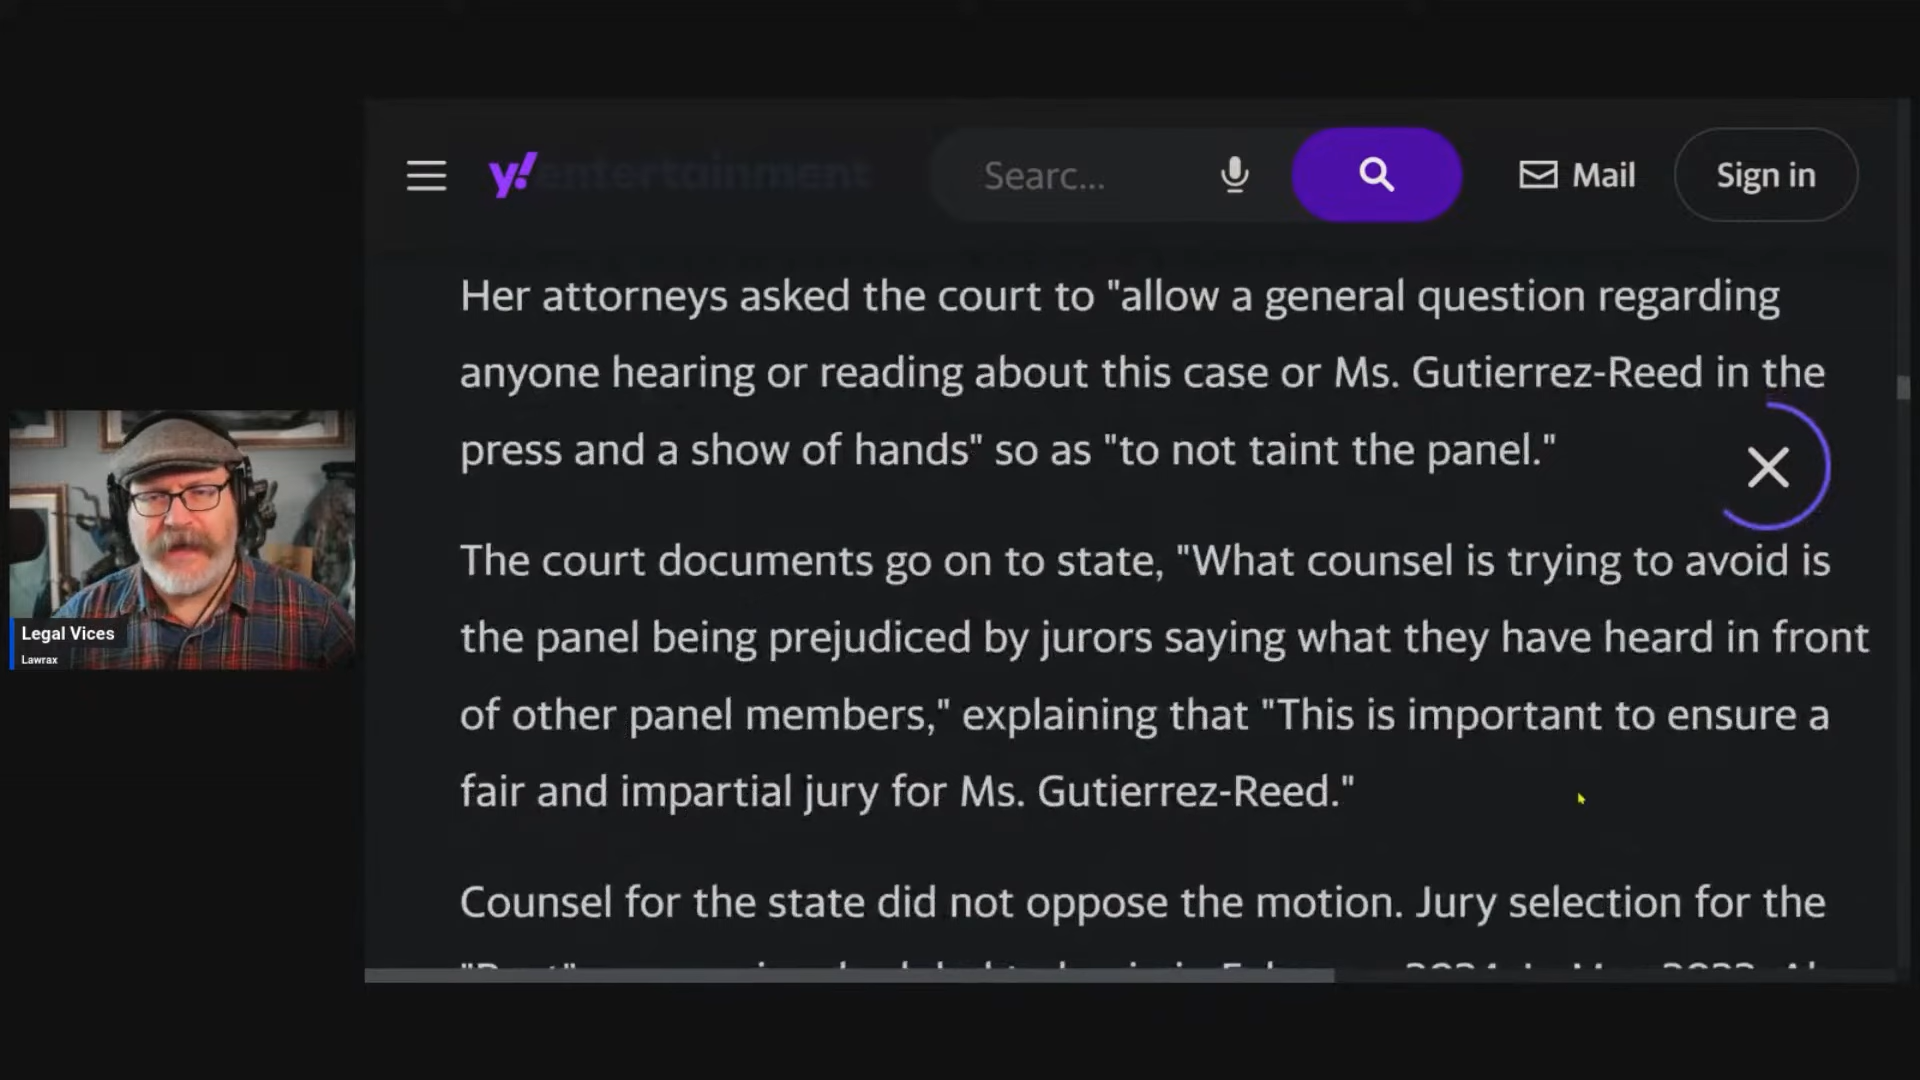 y! entertainment
Searc...
Mail
Sign in
Her attorneys asked the court to "allow a general question regarding
anyone hearing or reading about this case or Ms. Gutierrez-Reed in the
press and a show of hands" so as "to not taint the panel."
The court documents go on to state, "What counsel is trying to avoid is
the panel being prejudiced by jurors saying what they have heard in front
of other panel members," explaining that "This is important to ensure a
fair and impartial jury for Ms. Gutierrez-Reed."
Counsel for the state did not oppose the motion. Jury selection for the
Legal Vices
Lawrax